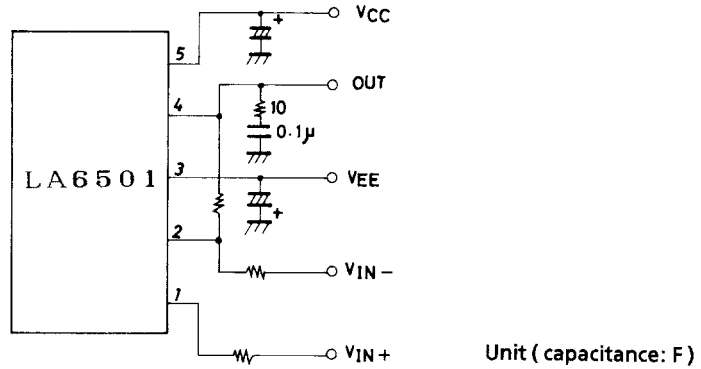 + VCC
5
4 OUT
10
0.1μ
LA6501
3 VEE
+
2
VIN-
1
VIN+
Unit ( capacitance: F )